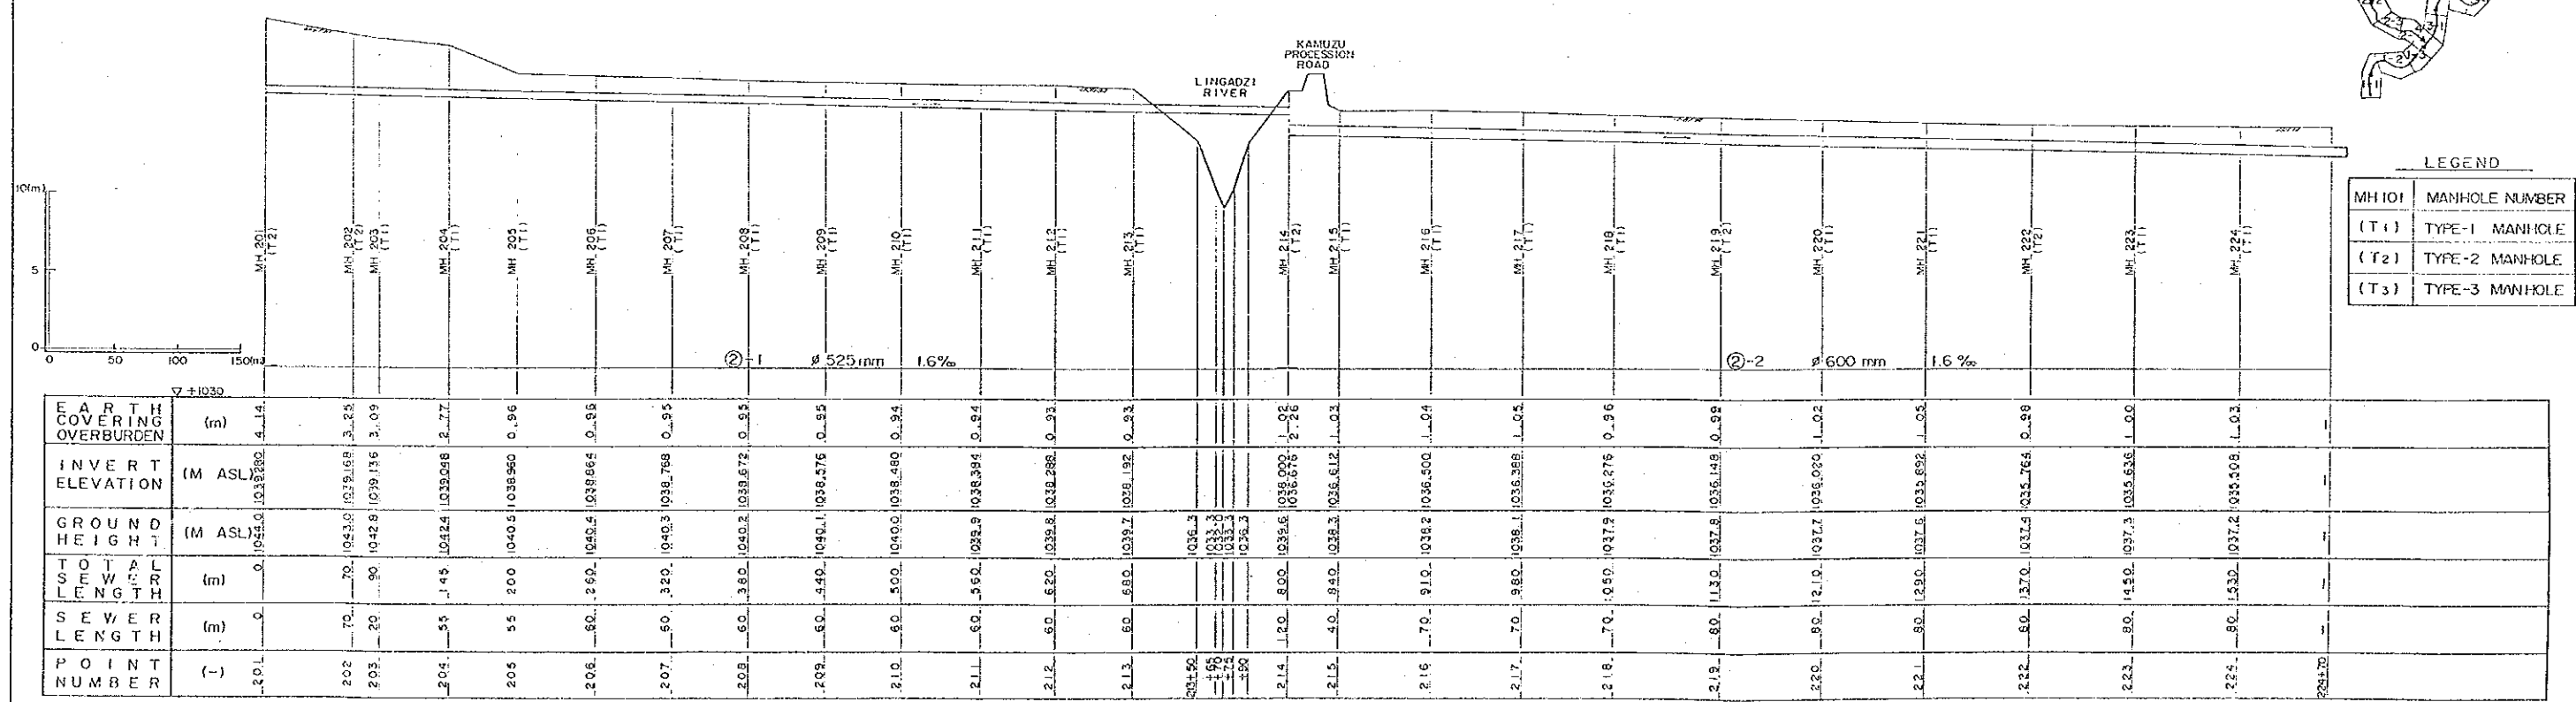 KAMUZU
PROCESSION
ROAD
LINGADZI
RIVER
10(m)
5
0
0 50 100 150(m)
MH 201 (T2)
MH 202 (T2)
MH 203 (T1)
MH 204 (T1)
MH 205 (T1)
MH 206 (T1)
MH 207 (T1)
MH 208 (T1)
MH 209 (T1)
MH 210 (T1)
MH 211 (T1)
MH 212 (T1)
MH 213 (T1)
MH 214 (T2)
MH 215 (T1)
MH 216 (T1)
MH 217 (T1)
MH 218 (T1)
MH 219 (T2)
MH 220 (T1)
MH 221 (T1)
MH 222 (T2)
MH 223 (T1)
MH 224 (T1)
②-1 ø 525 mm 1.6‰
②-2 ø 600 mm 1.6‰
LEGEND
MH 101 MANHOLE NUMBER
(T1) TYPE-1 MANHOLE
(T2) TYPE-2 MANHOLE
(T3) TYPE-3 MANHOLE
▽ +1030
EARTH COVERING OVERBURDEN (m) 4.14 3.25 3.09 2.77 0.96 0.96 0.95 0.95 0.95 0.94 0.94 0.93 0.93 1.02 2.26 1.03 1.04 1.05 0.96 0.99 1.02 1.05 0.98 1.00 1.03 -
INVERT ELEVATION (M ASL) 1039.280 1039.168 1039.136 1039.048 1038.960 1038.864 1038.768 1038.672 1038.576 1038.480 1038.384 1038.288 1038.192 1038.000 1036.676 1036.612 1036.500 1036.388 1036.276 1036.148 1036.020 1035.892 1035.764 1035.636 1035.508 -
GROUND HEIGHT (M ASL) 1044.0 1043.0 1042.8 1042.4 1040.5 1040.4 1040.3 1040.2 1040.1 1040.0 1039.9 1039.8 1039.7 1036.3 1033.3 1033.0 1033.3 1036.3 1039.6 1038.3 1038.2 1038.1 1037.9 1037.8 1037.7 1037.6 1037.4 1037.3 1037.2 -
TOTAL SEWER LENGTH (m) 0 70 90 145 200 260 320 380 440 500 560 620 680 800 840 910 980 1050 1130 1210 1290 1370 1450 1530 -
SEWER LENGTH (m) 0 70 20 55 55 60 60 60 60 60 60 60 60 120 40 70 70 70 80 80 80 80 80 80 -
POINT NUMBER (-) 201 202 203 204 205 206 207 208 209 210 211 212 213 213+50 +65 +70 +75 +90 214 215 216 217 218 219 220 221 222 223 224 224+70